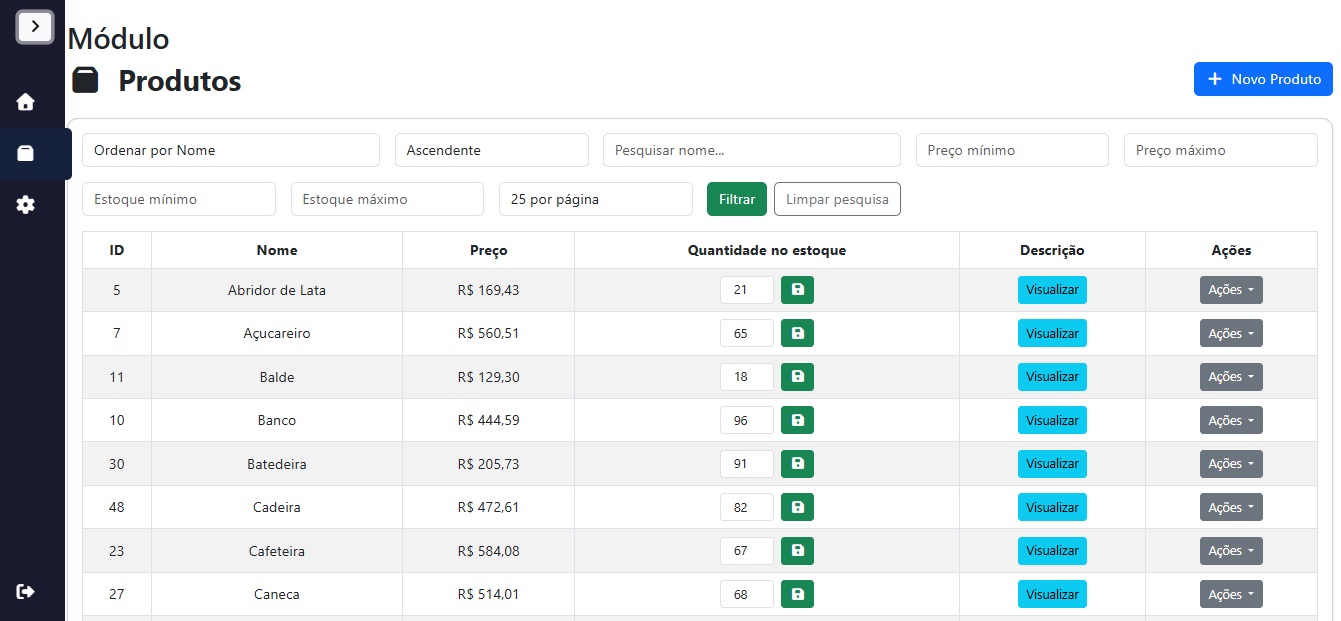 Módulo
Produtos
Novo Produto
Ordenar por Nome Ascendente Pesquisar nome... Preço mínimo Preço máximo
Estoque mínimo Estoque máximo 25 por página Filtrar Limpar pesquisa
ID Nome Preço Quantidade no estoque Descrição Ações
5 Abridor de Lata R$ 169,43 21 Visualizar Ações
7 Açucareiro R$ 560,51 65 Visualizar Ações
11 Balde R$ 129,30 18 Visualizar Ações
10 Banco R$ 444,59 96 Visualizar Ações
30 Batedeira R$ 205,73 91 Visualizar Ações
48 Cadeira R$ 472,61 82 Visualizar Ações
23 Cafeteira R$ 584,08 67 Visualizar Ações
27 Caneca R$ 514,01 68 Visualizar Ações